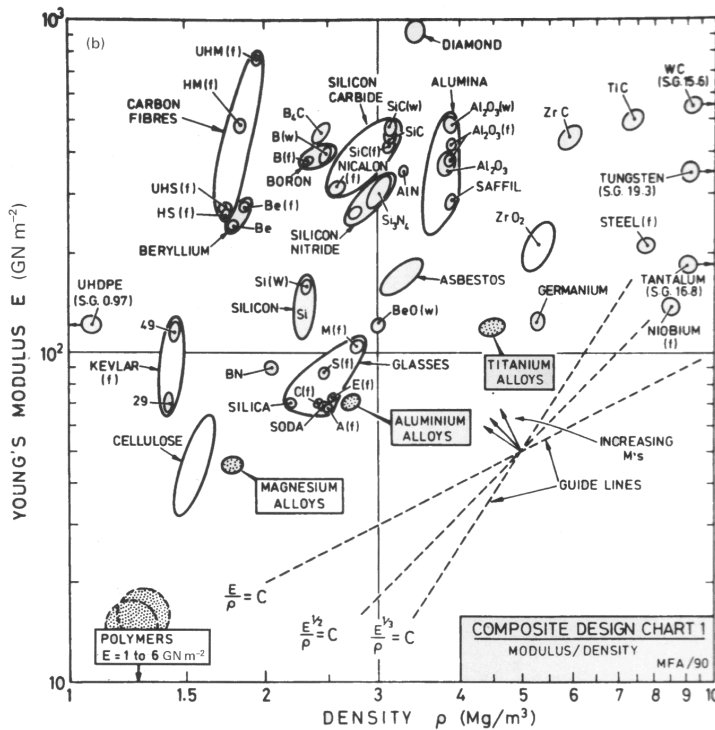 (b)
10³
DIAMOND
UHM (f)
HM(f)
CARBON
FIBRES
SILICON
CARBIDE
SiC(w)
B₄C
B(w)
B(f)
BORON
SiC
SiC(f)
NICALON
(f)
ALUMINA
Al₂O₃(w)
Al₂O₃(f)
Al₂O₃
SAFFIL
AlN
ZrC
TiC
WC
(S.G. 15.6)
TUNGSTEN
(S.G. 19.3)
UHS(f)
HS(f)
Be(f)
Be
BERYLLIUM
Si₃N₄
SILICON
NITRIDE
ZrO₂
STEEL(f)
UHDPE
(S.G. 0.97)
Si(W)
SILICON
Si
ASBESTOS
BeO(w)
GERMANIUM
TANTALUM
(S.G. 16.8)
NIOBIUM
(f)
49
KEVLAR
(f)
29
10²
BN
M(f)
S(f)
GLASSES
C(f)
E(f)
SILICA
SODA
A(f)
TITANIUM
ALLOYS
ALUMINIUM
ALLOYS
CELLULOSE
MAGNESIUM
ALLOYS
INCREASING
M's
GUIDE LINES
E/ρ = C
E^1/2/ρ = C
E^1/3/ρ = C
POLYMERS
E = 1 to 6 GN m⁻²
COMPOSITE DESIGN CHART 1
MODULUS / DENSITY
MFA/90
10
YOUNG'S MODULUS E (GN m⁻²)
1 1.5 2 3 4 5 6 7 8 9 10
DENSITY ρ (Mg/m³)